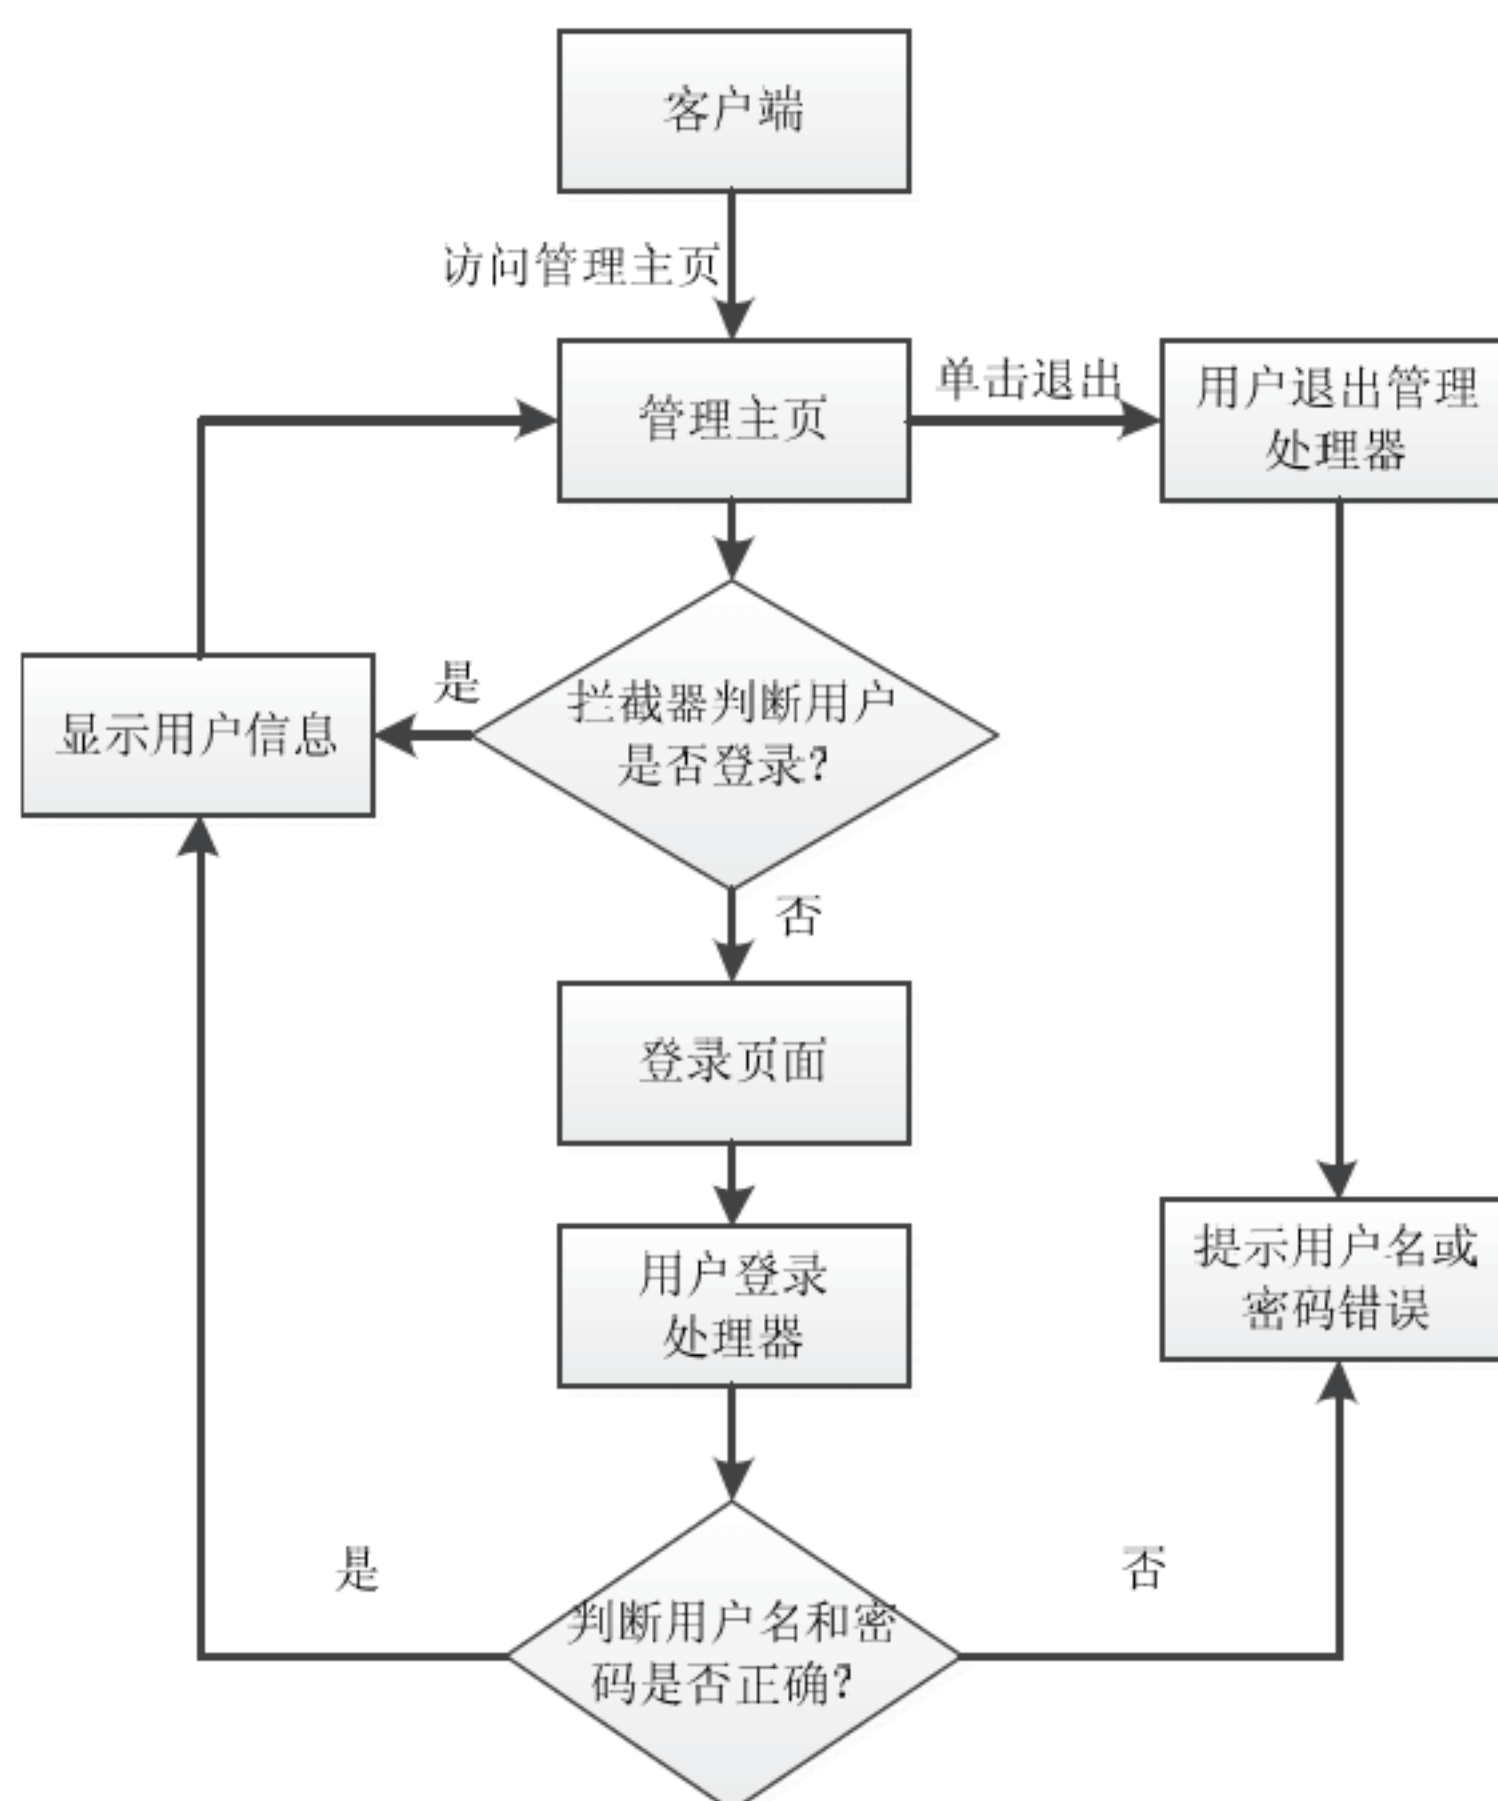 客户端
访问管理主页
管理主页
单击退出
用户退出管理
处理器
显示用户信息
是
拦截器判断用户
是否登录?
否
登录页面
用户登录
处理器
提示用户名或
密码错误
是
判断用户名和密
码是否正确?
否